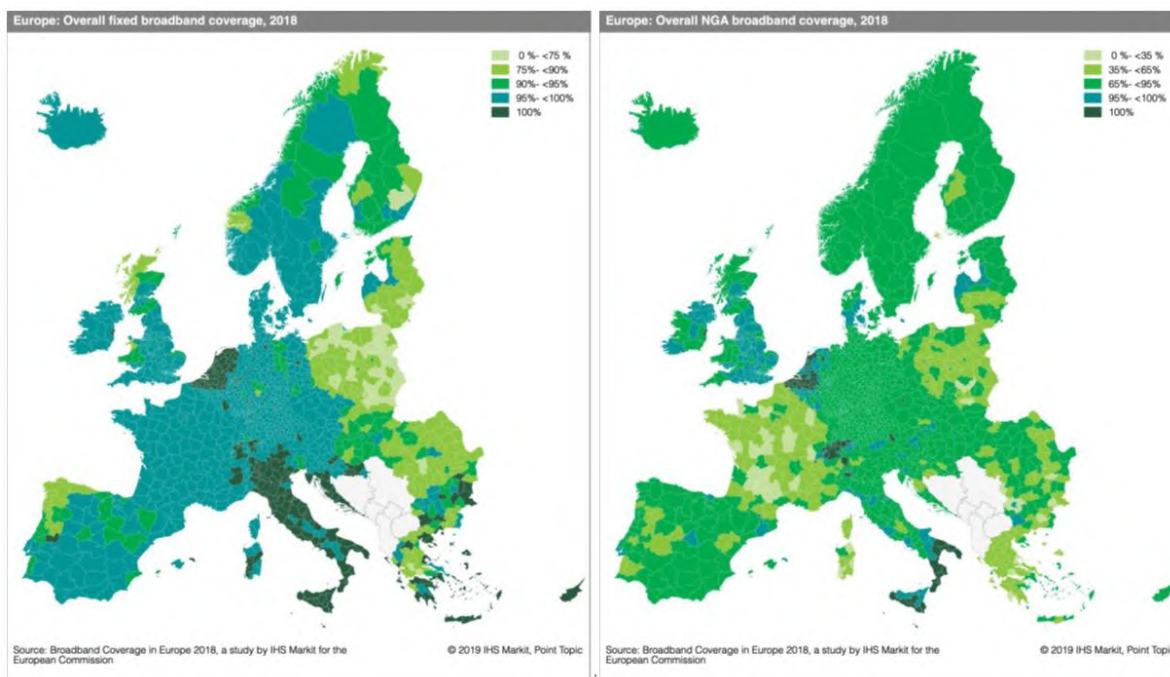 Europe: Overall fixed broadband coverage, 2018
0 %- <75 %
75%- <90%
90%- <95%
95%- <100%
100%
Source: Broadband Coverage in Europe 2018, a study by IHS Markit for the
European Commission
© 2019 IHS Markit, Point Topic
Europe: Overall NGA broadband coverage, 2018
0 %- <35 %
35%- <65%
65%- <95%
95%- <100%
100%
Source: Broadband Coverage in Europe 2018, a study by IHS Markit for the
European Commission
© 2019 IHS Markit, Point Topic